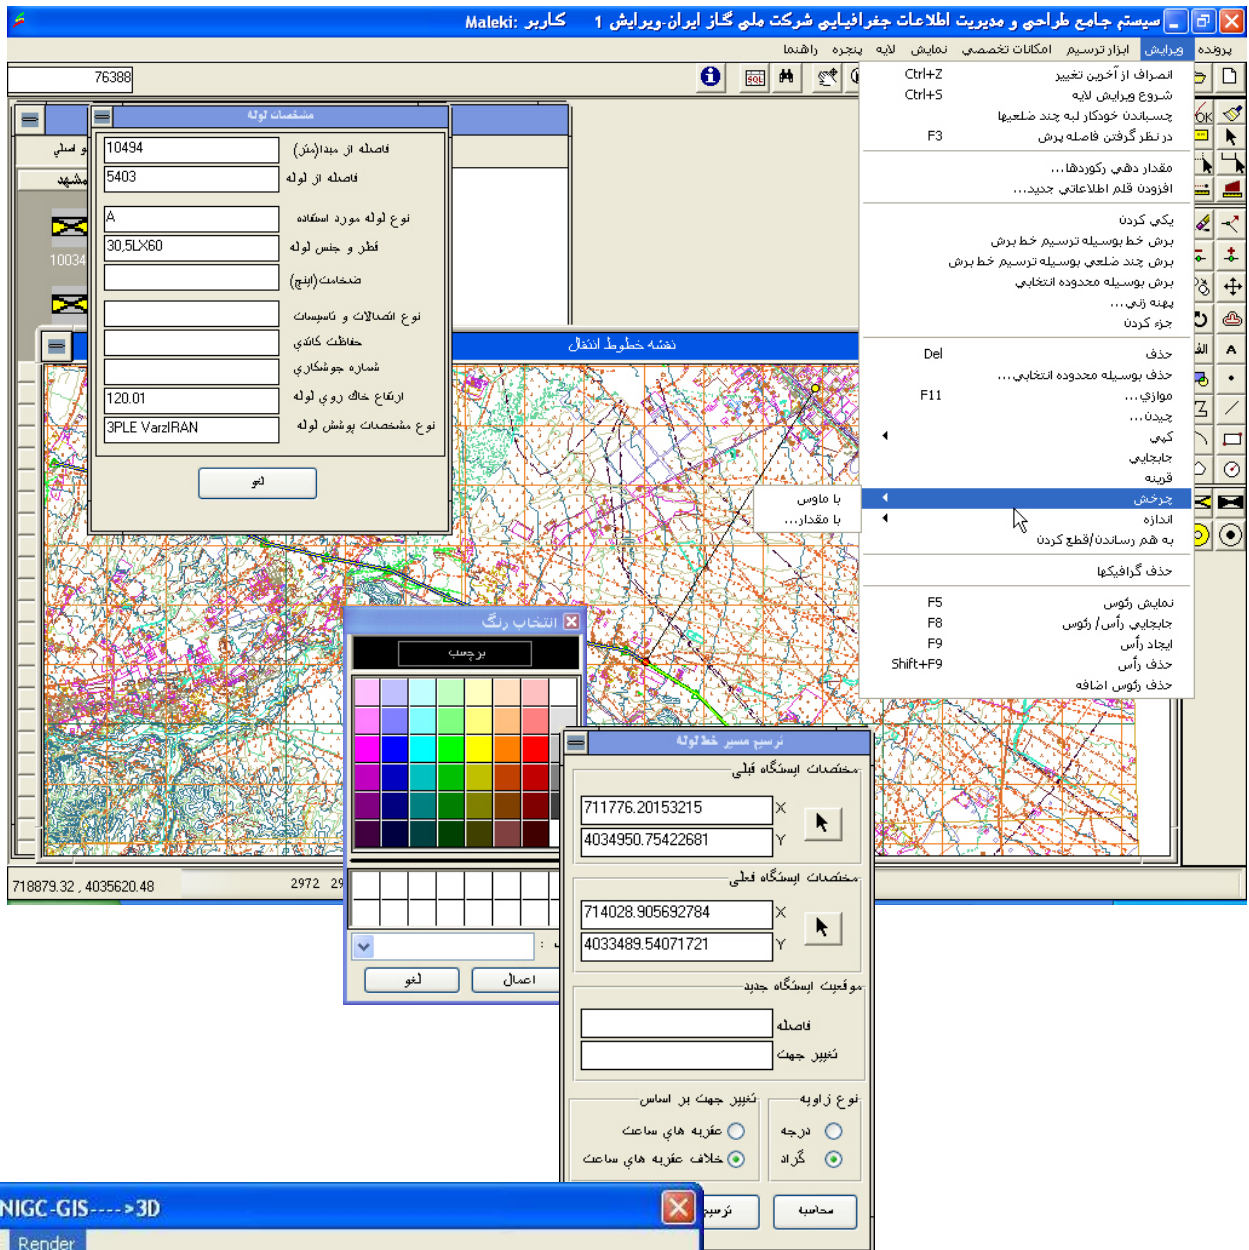 سیستم جامع طراحی و مدیریت اطلاعات جغرافیایی شرکت ملی گاز ایران-ویرایش 1 کاربر :Maleki
پرونده ویرایش ابزار ترسیم امکانات تخصصی نمایش لایه پنجره راهنما
76388
SQL
انصراف از آخرین تغییر Ctrl+Z
شروع ویرایش لایه Ctrl+S
چسباندن خودکار لبه چند ضلعیها
در نظر گرفتن فاصله پرش F3
مقدار دهی رکوردها...
افزودن قلم اطلاعاتی جدید...
یکی کردن
برش خط بوسیله ترسیم خط برش
برش چند ضلعی بوسیله ترسیم خط برش
برش بوسیله محدوده انتخابی
پهنه زنی...
جزء کردن
حذف Del
حذف بوسیله محدوده انتخابی...
موازی... F11
چیدن...
کپی
جابجایی
قرینه
چرخش
با ماوس
با مقدار...
اندازه
به هم رساندن/قطع کردن
حذف گرافیکها
نمایش رئوس F5
جابجایی رأس/ رئوس F8
ایجاد رأس F9
حذف رأس Shift+F9
حذف رئوس اضافه
مشخصات لوله
فاصله از مبدا(متر) 10494
فاصله از لوله 5403
نوع لوله مورد استفاده A
قطر و جنس لوله 30,5LX60
ضخامت(اینچ)
نوع اتصالات و تاسیسات
حفاظت کاتدی
شماره جوشکاری
ارتفاع خاک روی لوله 120.01
نوع مشخصات پوشش لوله 3PLE VarzIRAN
لغو
و اصلی
مشهد
10034
نقشه خطوط انتقال
انتخاب رنگ
برچسب
اعمال
لغو
ترسیم مسیر خط لوله
مختصات ایستگاه قبلی
711776.20153215 X
4034950.75422681 Y
مختصات ایستگاه فعلی
714028.905692784 X
4033489.54071721 Y
موقعیت ایستگاه جدید
فاصله
تغییر جهت
نوع زاویه
درجه
گراد
تغییر جهت بر اساس
عقربه های ساعت
خلاف عقربه های ساعت
محاسبه
718879.32 , 4035620.48
2972
NIGC-GIS---->3D
Render